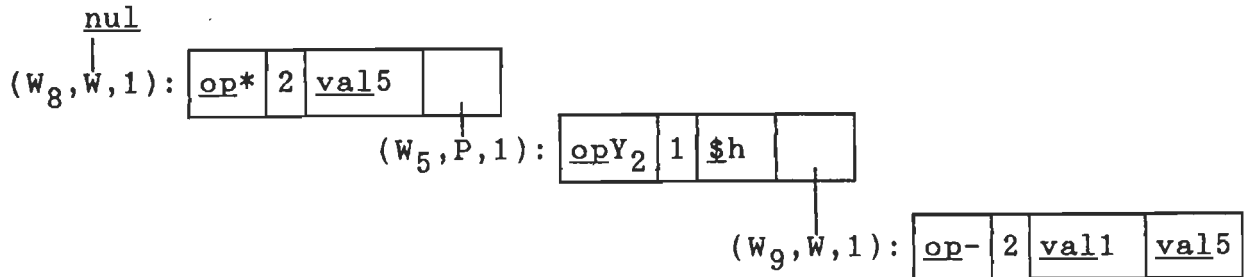 nul
(W8,W,1): op* 2 val5
(W5,P,1): opY2 1 $h
(W9,W,1): op- 2 val1 val5